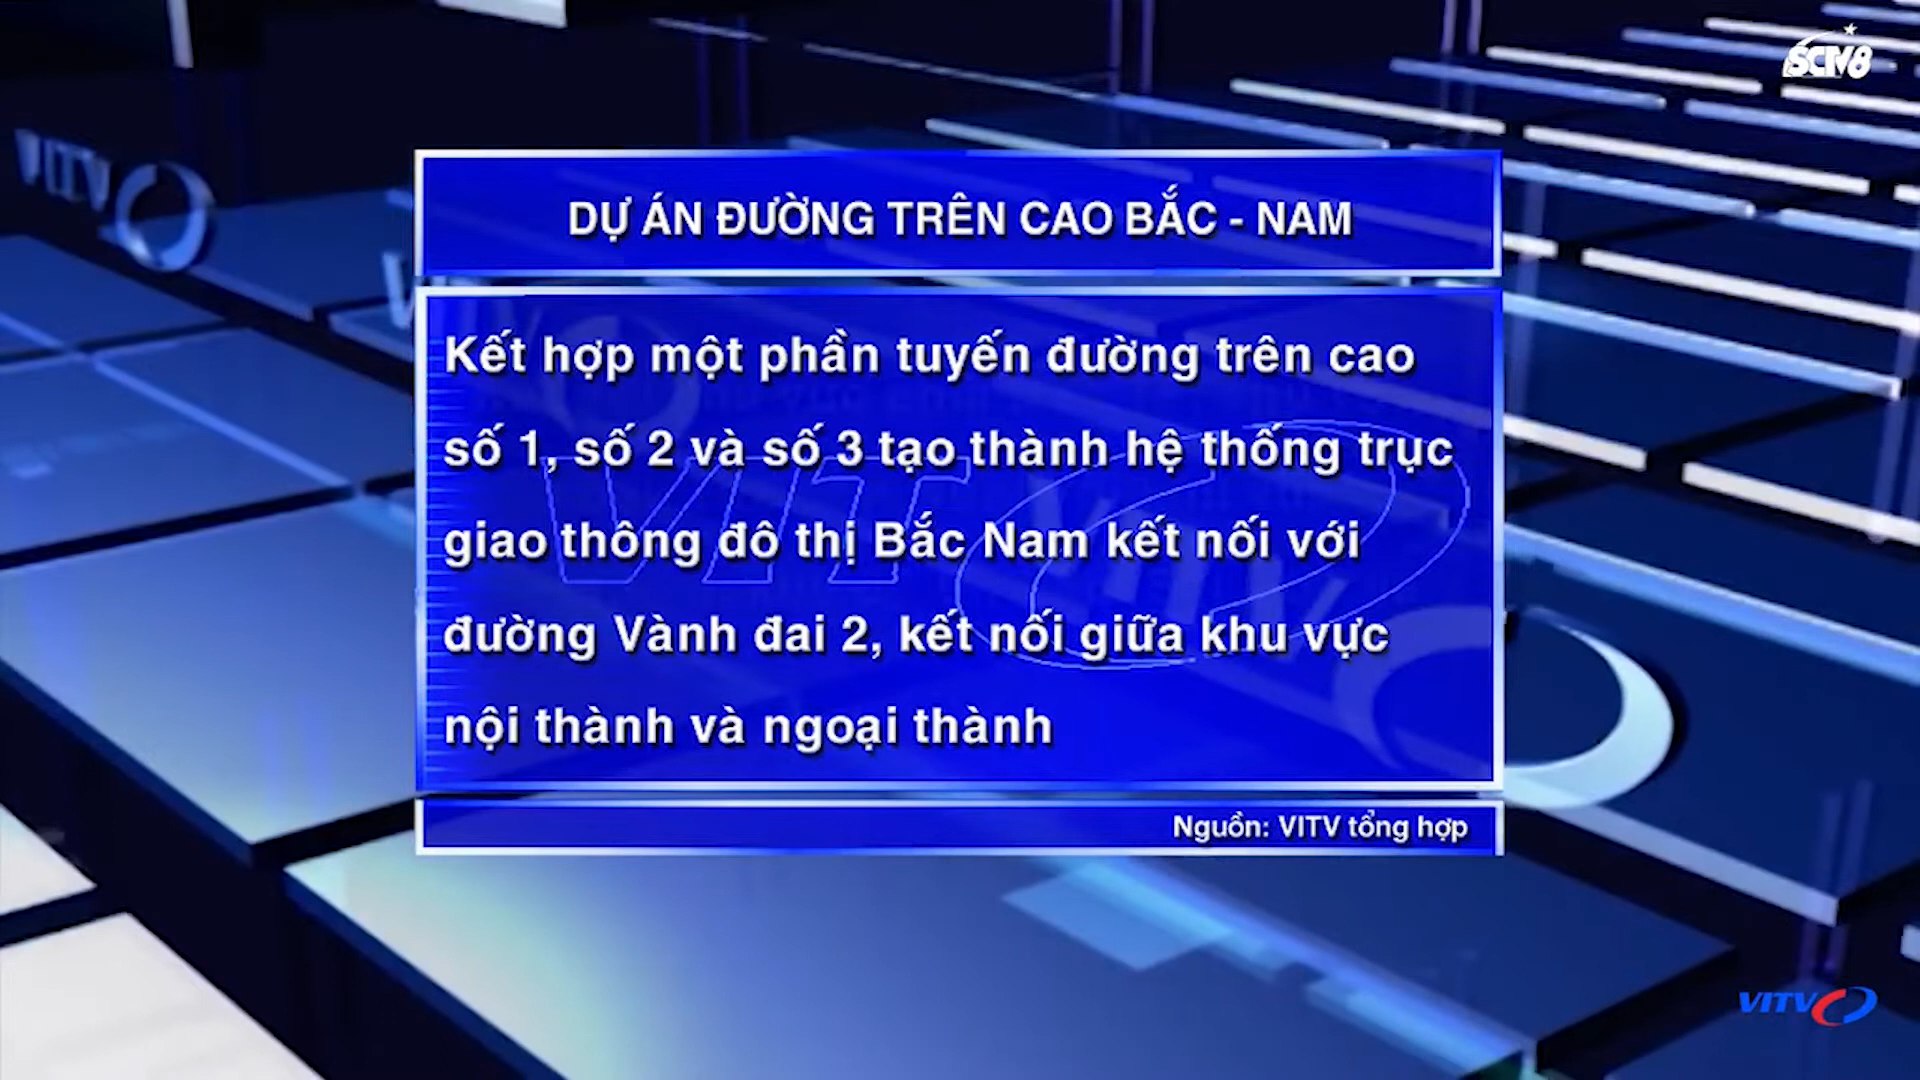 SCTV8
VITV
DỰ ÁN ĐƯỜNG TRÊN CAO BẮC - NAM
Kết hợp một phần tuyến đường trên cao
số 1, số 2 và số 3 tạo thành hệ thống trục
giao thông đô thị Bắc Nam kết nối với
đường Vành đai 2, kết nối giữa khu vực
nội thành và ngoại thành
Nguồn: VITV tổng hợp
VITV